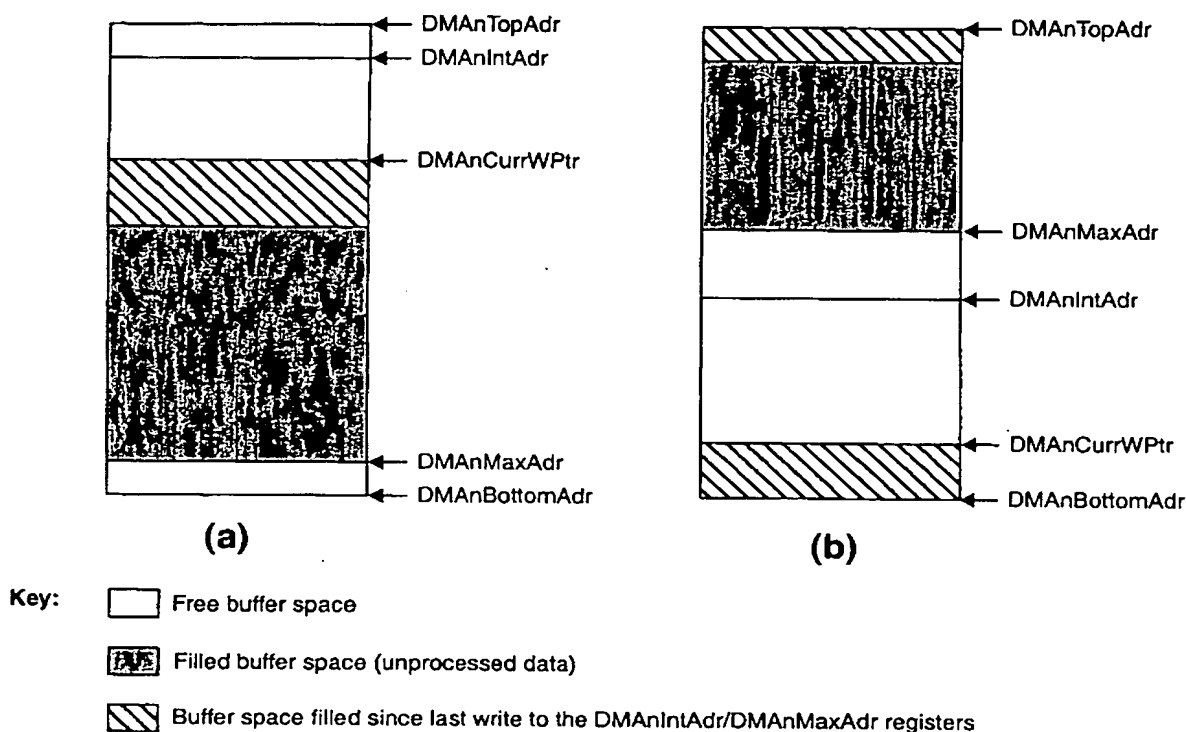 DMAnTopAdr
DMAnIntAdr
DMAnCurrWPtr
DMAnMaxAdr
DMAnBottomAdr
(a)
DMAnTopAdr
DMAnMaxAdr
DMAnIntAdr
DMAnCurrWPtr
DMAnBottomAdr
(b)
Key:
Free buffer space
Filled buffer space (unprocessed data)
Buffer space filled since last write to the DMAnIntAdr/DMAnMaxAdr registers